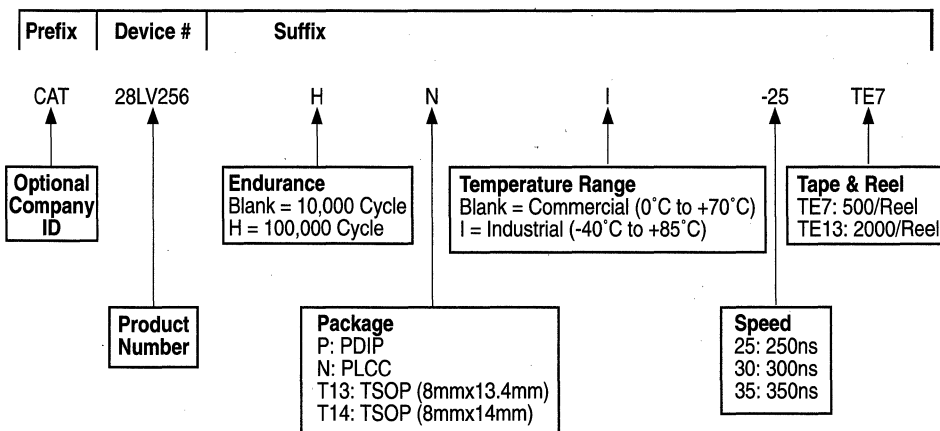 Prefix Device # Suffix
CAT 28LV256 H N I -25 TE7
Optional
Company
ID
Endurance
Blank = 10,000 Cycle
H = 100,000 Cycle
Temperature Range
Blank = Commercial (0˚C to +70˚C)
I = Industrial (-40˚C to +85˚C)
Tape & Reel
TE7: 500/Reel
TE13: 2000/Reel
Product
Number
Package
P: PDIP
N: PLCC
T13: TSOP (8mmx13.4mm)
T14: TSOP (8mmx14mm)
Speed
25: 250ns
30: 300ns
35: 350ns